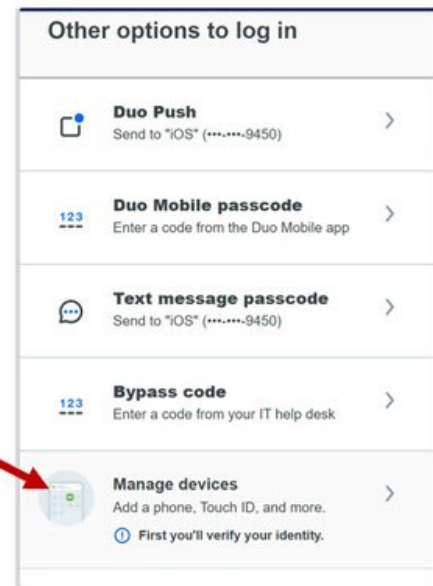 Other options to log in
Duo Push
Send to "iOS" (•••-•••-9450)
123
Duo Mobile passcode
Enter a code from the Duo Mobile app
Text message passcode
Send to "iOS" (•••-•••-9450)
123
Bypass code
Enter a code from your IT help desk
Manage devices
Add a phone, Touch ID, and more.
First you'll verify your identity.